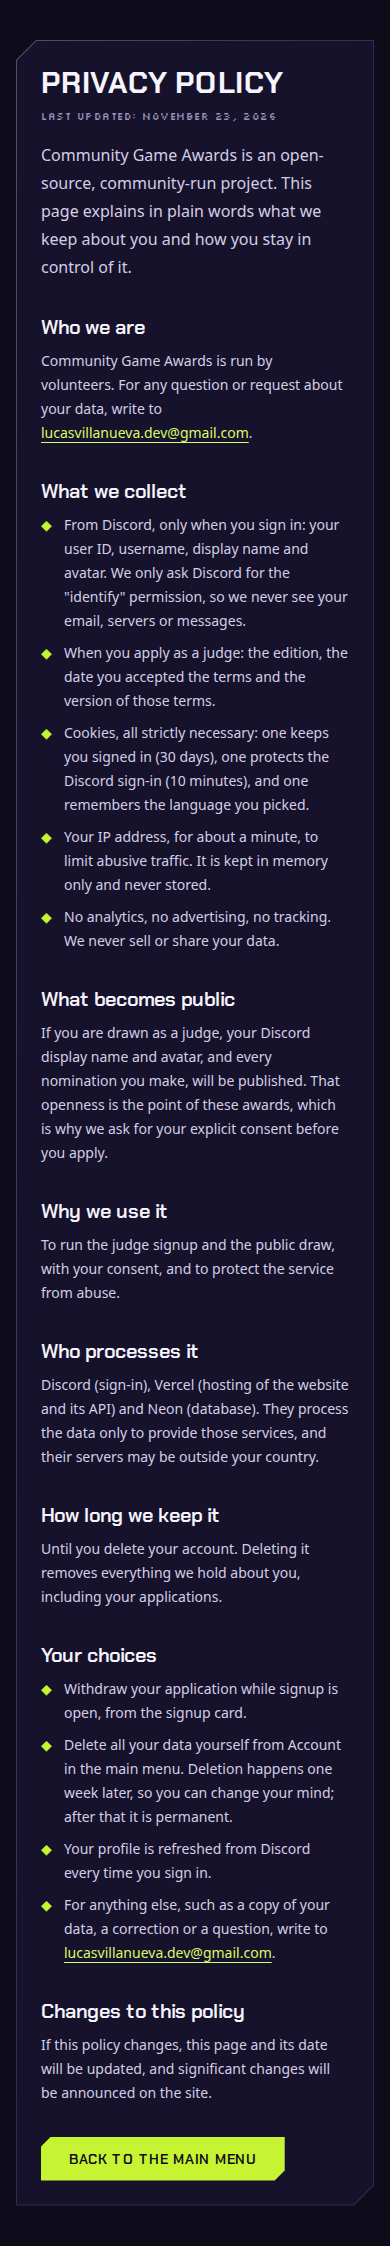 PRIVACY POLICY
LAST UPDATED: NOVEMBER 23, 2026
Community Game Awards is an open-
source, community-run project. This
page explains in plain words what we
keep about you and how you stay in
control of it.
Who we are
Community Game Awards is run by
volunteers. For any question or request about
your data, write to
lucasvillanueva.dev@gmail.com.
What we collect
◆ From Discord, only when you sign in: your
user ID, username, display name and
avatar. We only ask Discord for the
"identify" permission, so we never see your
email, servers or messages.
◆ When you apply as a judge: the edition, the
date you accepted the terms and the
version of those terms.
◆ Cookies, all strictly necessary: one keeps
you signed in (30 days), one protects the
Discord sign-in (10 minutes), and one
remembers the language you picked.
◆ Your IP address, for about a minute, to
limit abusive traffic. It is kept in memory
only and never stored.
◆ No analytics, no advertising, no tracking.
We never sell or share your data.
What becomes public
If you are drawn as a judge, your Discord
display name and avatar, and every
nomination you make, will be published. That
openness is the point of these awards, which
is why we ask for your explicit consent before
you apply.
Why we use it
To run the judge signup and the public draw,
with your consent, and to protect the service
from abuse.
Who processes it
Discord (sign-in), Vercel (hosting of the website
and its API) and Neon (database). They process
the data only to provide those services, and
their servers may be outside your country.
How long we keep it
Until you delete your account. Deleting it
removes everything we hold about you,
including your applications.
Your choices
◆ Withdraw your application while signup is
open, from the signup card.
◆ Delete all your data yourself from Account
in the main menu. Deletion happens one
week later, so you can change your mind;
after that it is permanent.
◆ Your profile is refreshed from Discord
every time you sign in.
◆ For anything else, such as a copy of your
data, a correction or a question, write to
lucasvillanueva.dev@gmail.com.
Changes to this policy
If this policy changes, this page and its date
will be updated, and significant changes will
be announced on the site.
BACK TO THE MAIN MENU